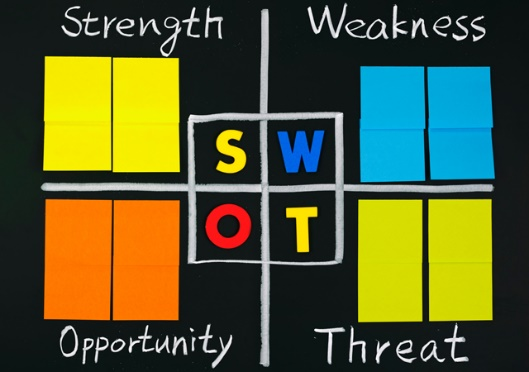 Strength Weakness
S W
O T
Opportunity Threat